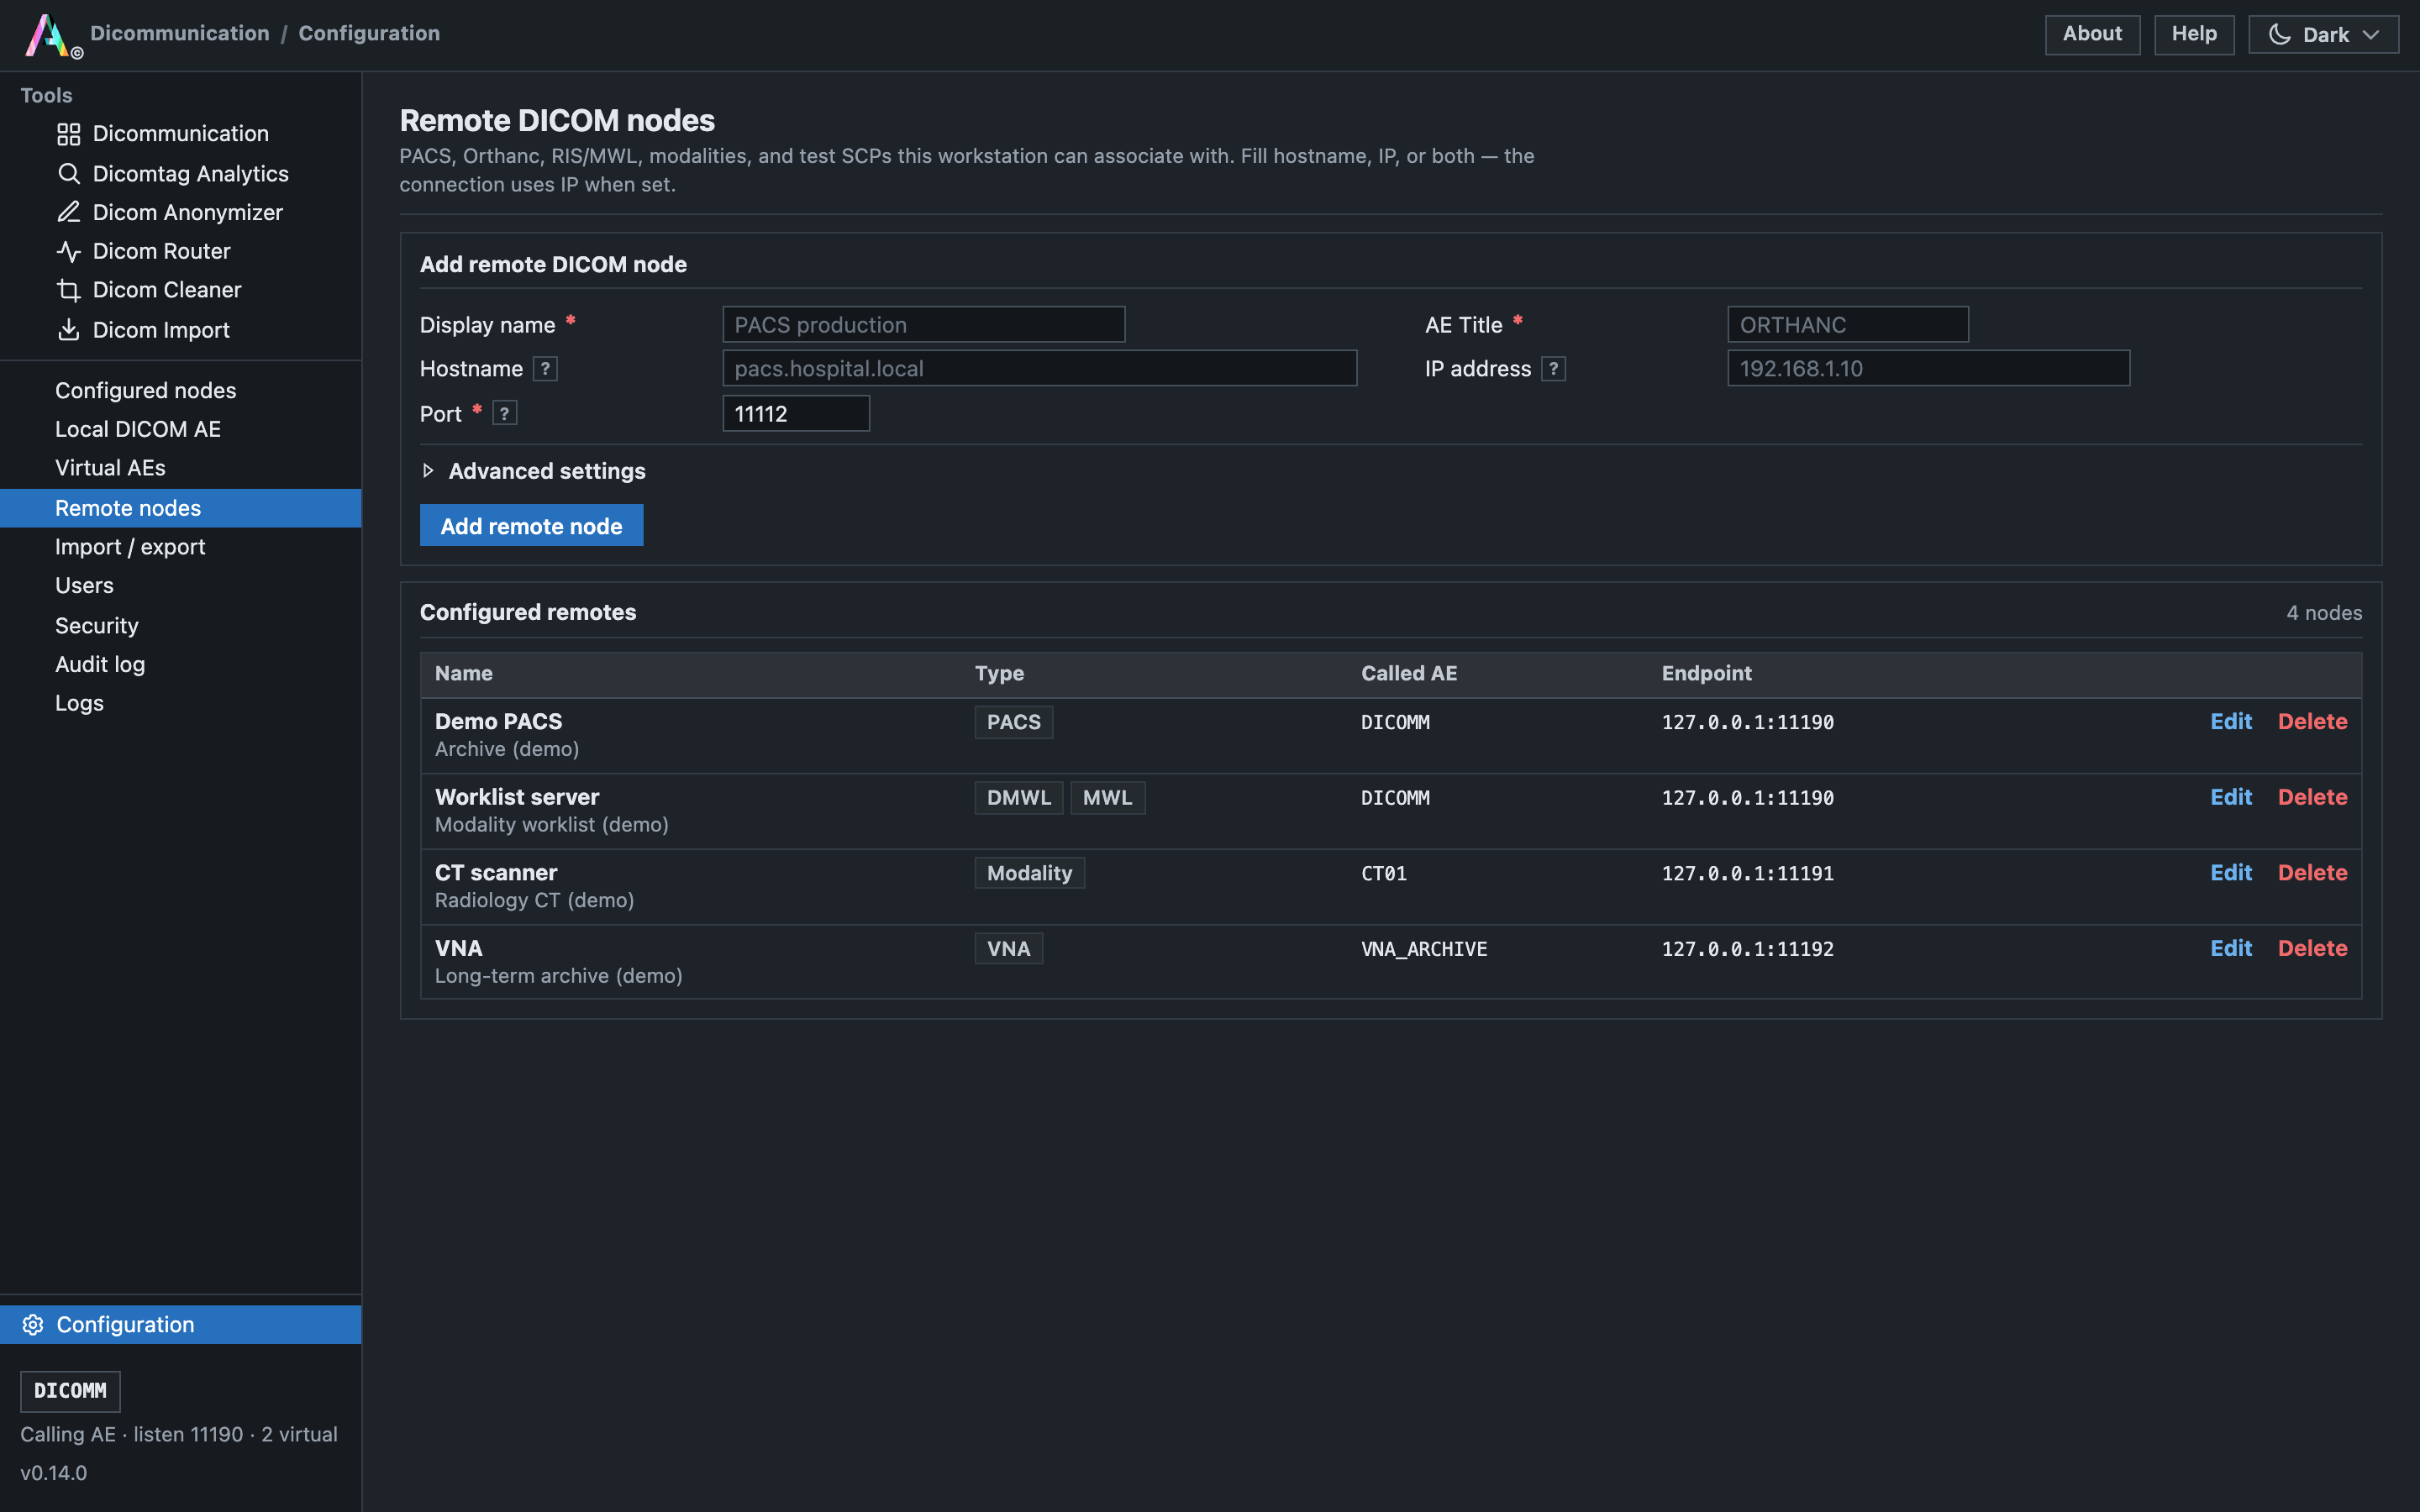 Dicommunication / Configuration
About
Help
Dark
Tools
Dicommunication
Dicomtag Analytics
Dicom Anonymizer
Dicom Router
Dicom Cleaner
Dicom Import
Configured nodes
Local DICOM AE
Virtual AEs
Remote nodes
Import / export
Users
Security
Audit log
Logs
Configuration
DICOMM
Calling AE · listen 11190 · 2 virtual
v0.14.0
Remote DICOM nodes
PACS, Orthanc, RIS/MWL, modalities, and test SCPs this workstation can associate with. Fill hostname, IP, or both — the
connection uses IP when set.
Add remote DICOM node
Display name * PACS production AE Title * ORTHANC
Hostname ? pacs.hospital.local IP address ? 192.168.1.10
Port * ? 11112
Advanced settings
Add remote node
Configured remotes 4 nodes
Name Type Called AE Endpoint
Demo PACS PACS DICOMM 127.0.0.1:11190 Edit Delete
Archive (demo)
Worklist server DMWL MWL DICOMM 127.0.0.1:11190 Edit Delete
Modality worklist (demo)
CT scanner Modality CT01 127.0.0.1:11191 Edit Delete
Radiology CT (demo)
VNA VNA VNA_ARCHIVE 127.0.0.1:11192 Edit Delete
Long-term archive (demo)